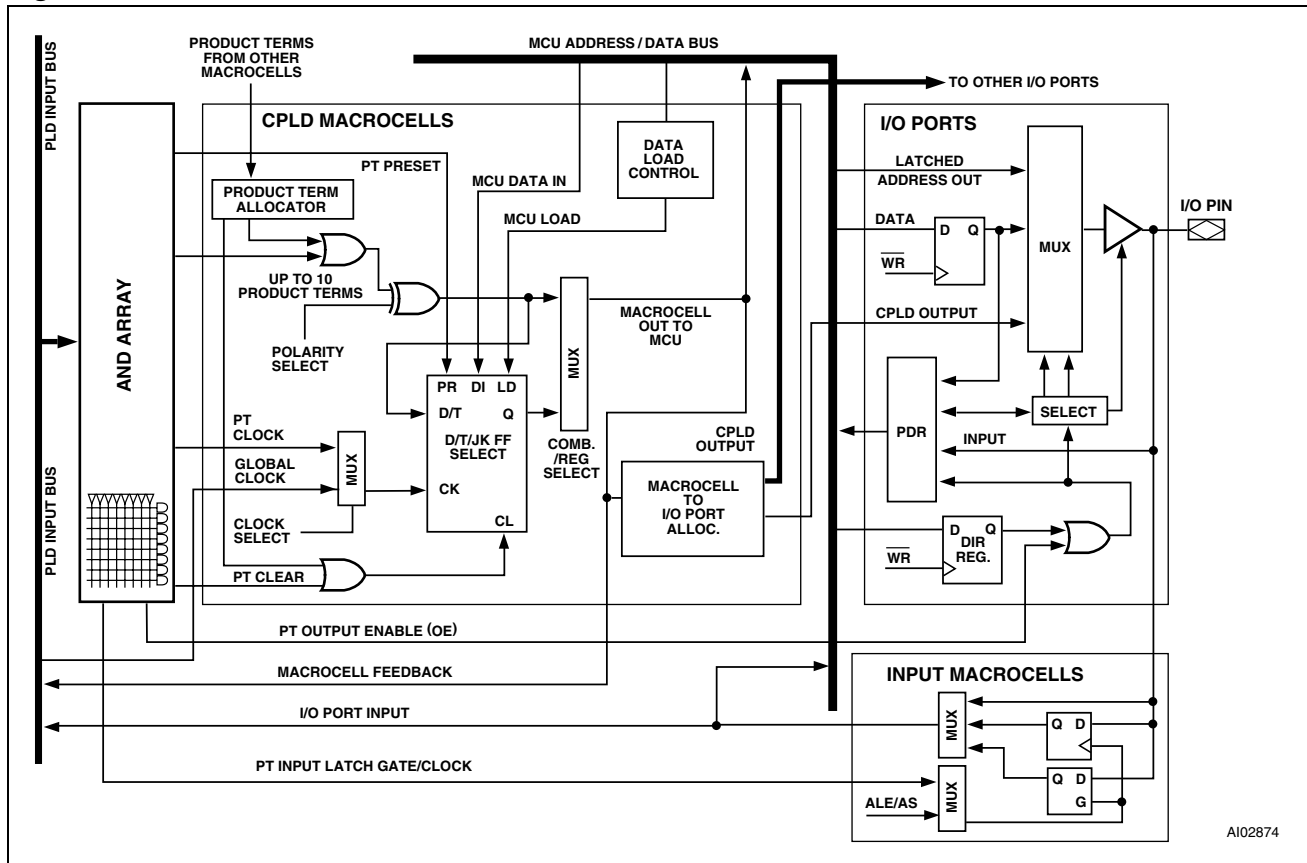 PRODUCT TERMS
FROM OTHER
MACROCELLS
MCU ADDRESS / DATA BUS
TO OTHER I/O PORTS
PLD INPUT BUS
AND ARRAY
CPLD MACROCELLS
PT PRESET
PRODUCT TERM
ALLOCATOR
MCU DATA IN
MCU LOAD
DATA
LOAD
CONTROL
UP TO 10
PRODUCT TERMS
POLARITY
SELECT
MUX
MACROCELL
OUT TO
MCU
PR DI LD
D/T Q
D/T/JK FF
SELECT
CK
CL
COMB.
/REG
SELECT
PT
CLOCK
GLOBAL
CLOCK
MUX
CLOCK
SELECT
PT CLEAR
CPLD
OUTPUT
MACROCELL
TO
I/O PORT
ALLOC.
I/O PORTS
LATCHED
ADDRESS OUT
DATA
D Q
WR
MUX
I/O PIN
CPLD OUTPUT
PDR
SELECT
INPUT
D Q
DIR
REG.
WR
PLD INPUT BUS
PT OUTPUT ENABLE (OE)
MACROCELL FEEDBACK
I/O PORT INPUT
PT INPUT LATCH GATE/CLOCK
INPUT MACROCELLS
MUX
Q D
Q D
G
ALE/AS
MUX
AI02874